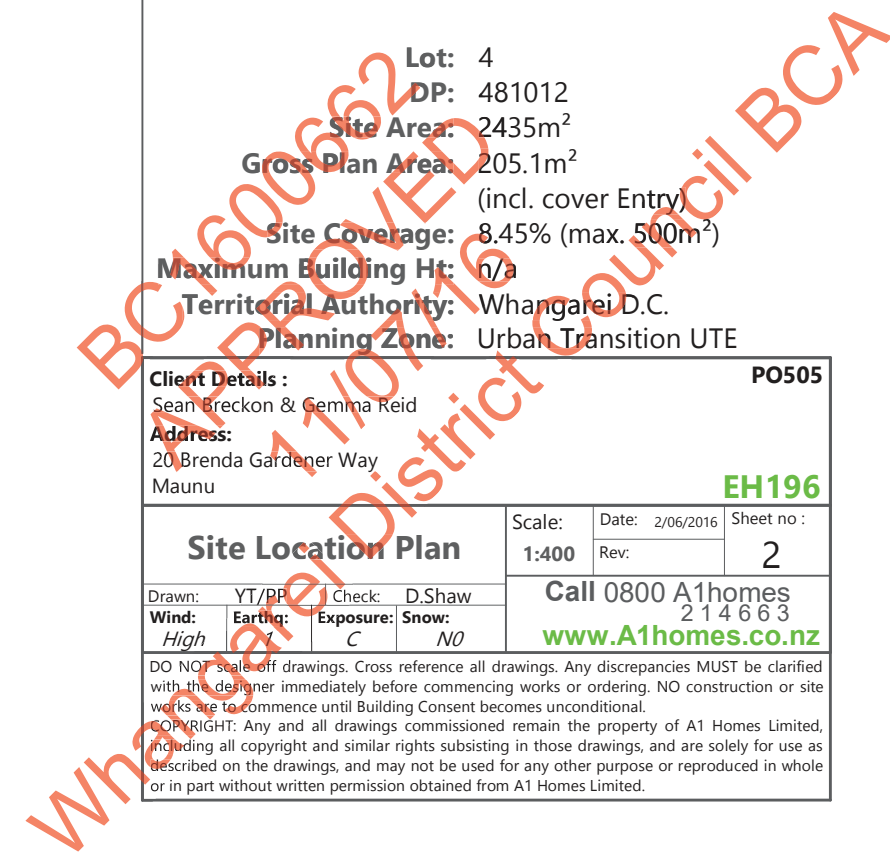 Lot: 4
DP: 481012
Site Area: 2435m²
Gross Plan Area: 205.1m²
(incl. cover Entry)
Site Coverage: 8.45% (max. 500m²)
Maximum Building Ht: n/a
Territorial Authority: Whangarei D.C.
Planning Zone: Urban Transition UTE
BC1600662
APPROVED
11/07/16
Whangarei District Council BCA
Client Details : PO505
Sean Breckon & Gemma Reid
Address:
20 Brenda Gardener Way
Maunu
EH196
Site Location Plan
Scale: 1:400
Date: 2/06/2016
Rev:
Sheet no :
2
Drawn: YT/PP Check: D.Shaw
Wind: Earthq: Exposure: Snow:
High 1 C N0
Call 0800 A1homes
214663
www.A1homes.co.nz
DO NOT scale off drawings. Cross reference all drawings. Any discrepancies MUST be clarified
with the designer immediately before commencing works or ordering. NO construction or site
works are to commence until Building Consent becomes unconditional.
COPYRIGHT: Any and all drawings commissioned remain the property of A1 Homes Limited,
including all copyright and similar rights subsisting in those drawings, and are solely for use as
described on the drawings, and may not be used for any other purpose or reproduced in whole
or in part without written permission obtained from A1 Homes Limited.